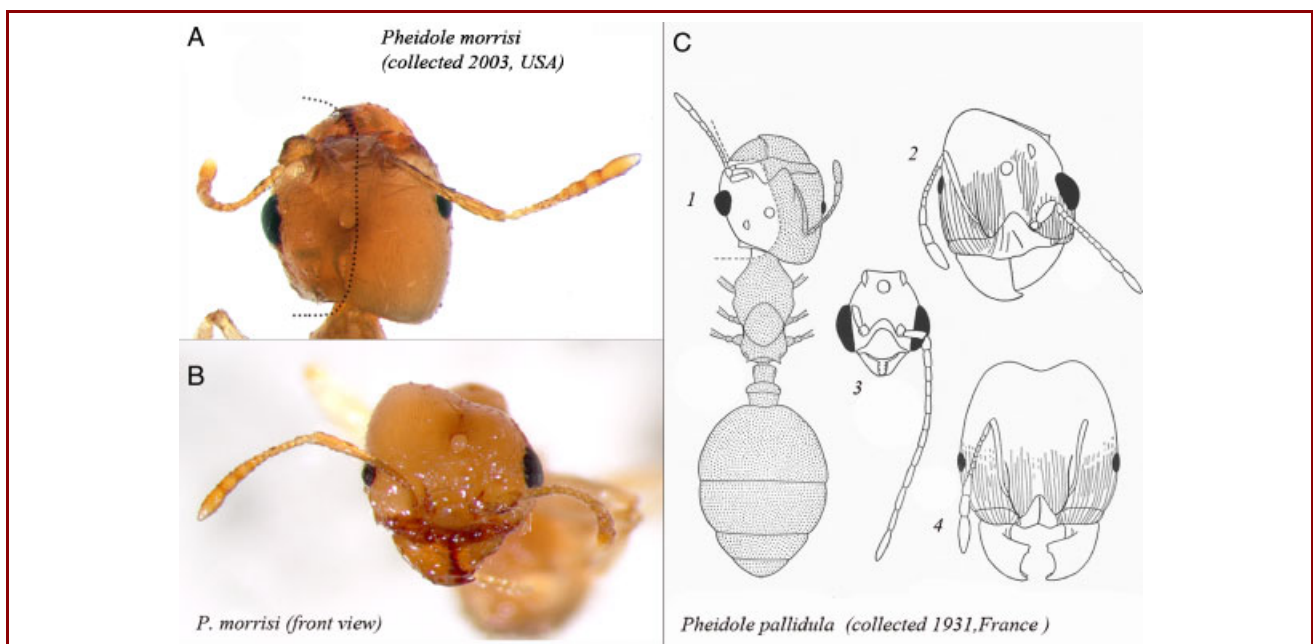 A
Pheidole morrisi
(collected 2003, USA)
B
P. morrisi (front view)
C
1
2
3
4
Pheidole pallidula (collected 1931,France )